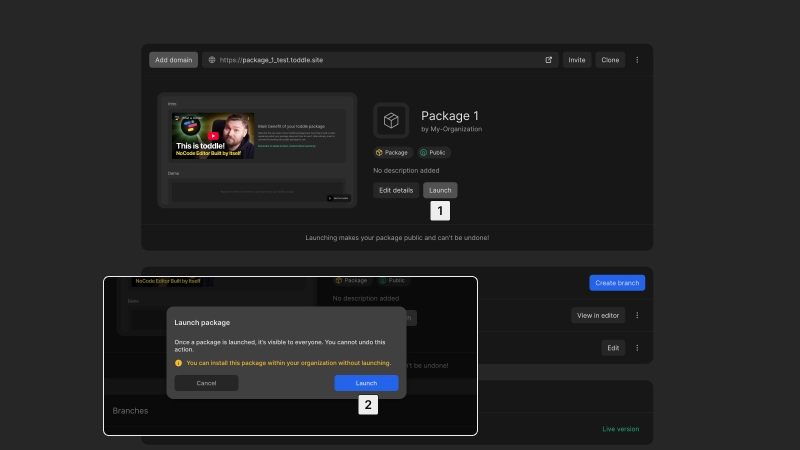 Add domain
https://package_1_test.toddle.site
Invite
Clone
Intro
This is toddle!
NoCode Editor Built by Itself
Main benefit of your toddle package
Demo
Package 1
by My-Organization
Package
Public
No description added
Edit details
Launch
1
Launching makes your package public and can't be undone!
Create branch
View in editor
Edit
Live version
NoCode Editor Built by Itself
Package
Public
No description added
Demo
't be undone!
Launch package
Once a package is launched, it's visible to everyone. You cannot undo this
action.
You can install this package within your organization without launching.
Cancel
Launch
2
Branches